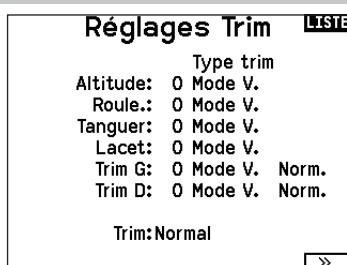 Réglages Trim
LISTE
Type trim
Altitude: 0 Mode V.
Roule.: 0 Mode V.
Tanguer: 0 Mode V.
Lacet: 0 Mode V.
Trim G: 0 Mode V. Norm.
Trim D: 0 Mode V. Norm.
Trim:Normal
»